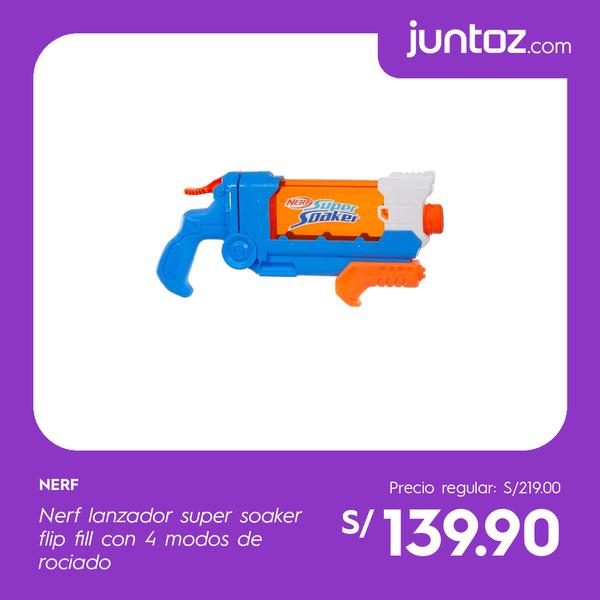 juntoz.com
NERF
Super
Soaker
NERF
Nerf lanzador super soaker
flip fill con 4 modos de
rociado
Precio regular: S/219.00
S/139.90